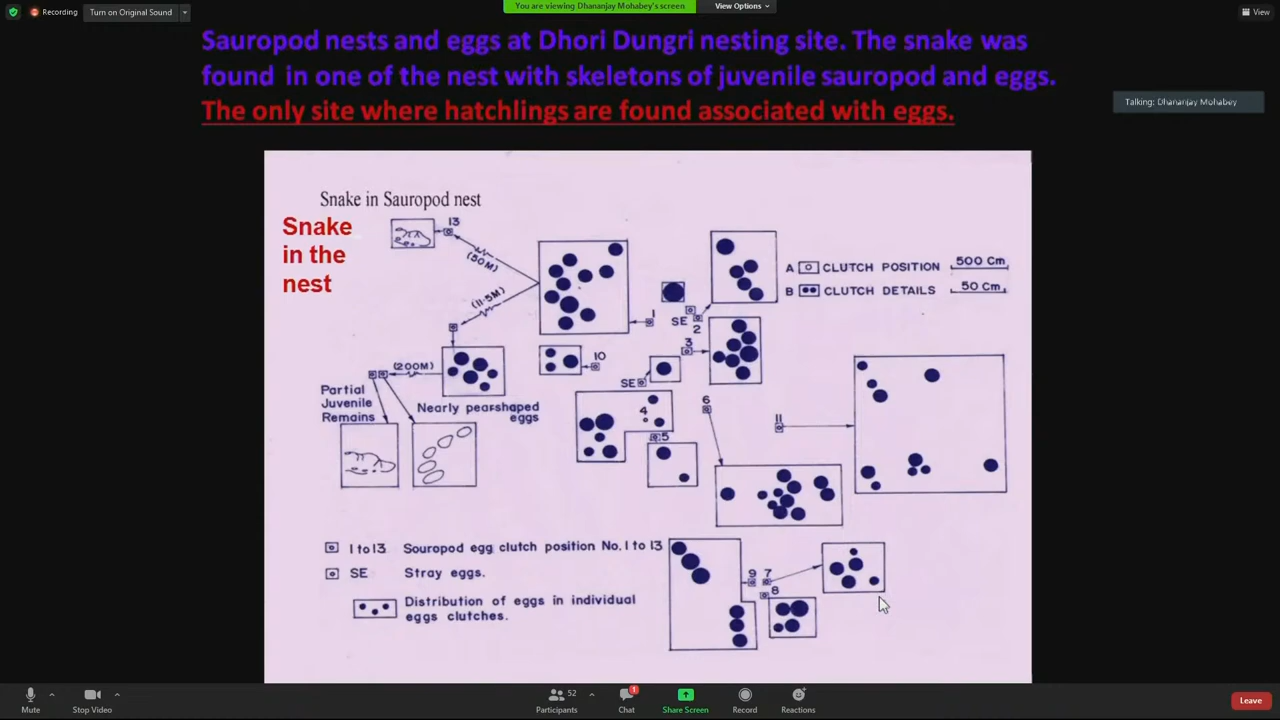 Recording
Turn on Original Sound
You are viewing Dhananjay Mohabey's screen
View Options
View
Sauropod nests and eggs at Dhori Dungri nesting site. The snake was
found in one of the nest with skeletons of juvenile sauropod and eggs.
The only site where hatchlings are found associated with eggs.
Talking: Dhananjay Mohabey
Snake in Sauropod nest
Snake
in the
nest
13
(50M)
(11·5M)
1
SE
2
A CLUTCH POSITION 500 Cm
B CLUTCH DETAILS 50 Cm
3
10
SE
(200M)
Partial
Juvenile
Remains
Nearly pearshaped
eggs
4
5
6
11
1 to 13 Souropod egg clutch position No. 1 to 13
SE Stray eggs.
Distribution of eggs in individual
eggs clutches.
9 7
8
Mute
Stop Video
52
Participants
1
Chat
Share Screen
Record
Reactions
Leave